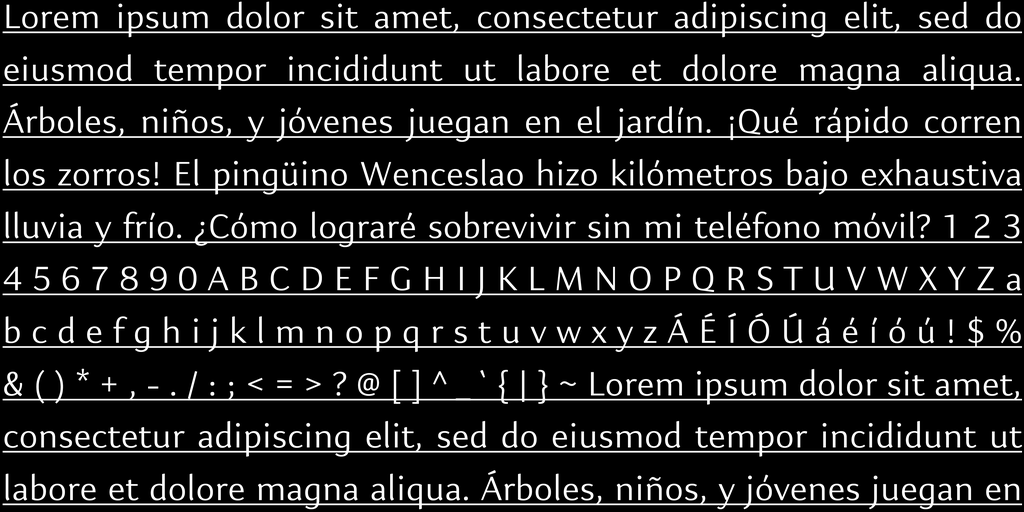 Lorem ipsum dolor sit amet, consectetur adipiscing elit, sed do
eiusmod tempor incididunt ut labore et dolore magna aliqua.
Árboles, niños, y jóvenes juegan en el jardín. ¡Qué rápido corren
los zorros! El pingüino Wenceslao hizo kilómetros bajo exhaustiva
lluvia y frío. ¿Cómo lograré sobrevivir sin mi teléfono móvil? 1 2 3
4 5 6 7 8 9 0 A B C D E F G H I J K L M N O P Q R S T U V W X Y Z a
b c d e f g h i j k l m n o p q r s t u v w x y z Á É Í Ó Ú á é í ó ú ! $ %
& ( ) * + , - . / : ; < = > ? @ [ ] ^ _ ` { | } ~ Lorem ipsum dolor sit amet,
consectetur adipiscing elit, sed do eiusmod tempor incididunt ut
labore et dolore magna aliqua. Árboles, niños, y jóvenes juegan en